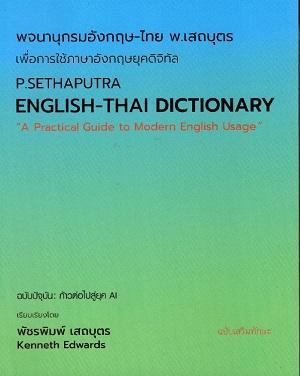 พจนานุกรมอังกฤษ-ไทย พ.เสถบุตร
เพื่อการใช้ภาษาอังกฤษยุคดิจิทัล
P.SETHAPUTRA
ENGLISH-THAI DICTIONARY
"A Practical Guide to Modern English Usage"
ฉบับปัจจุบัน: ก้าวต่อไปสู่ยุค AI
เรียบเรียงโดย
พัชรพิมพ์ เสถบุตร
Kenneth Edwards
ฉบับเสริมทักษะ